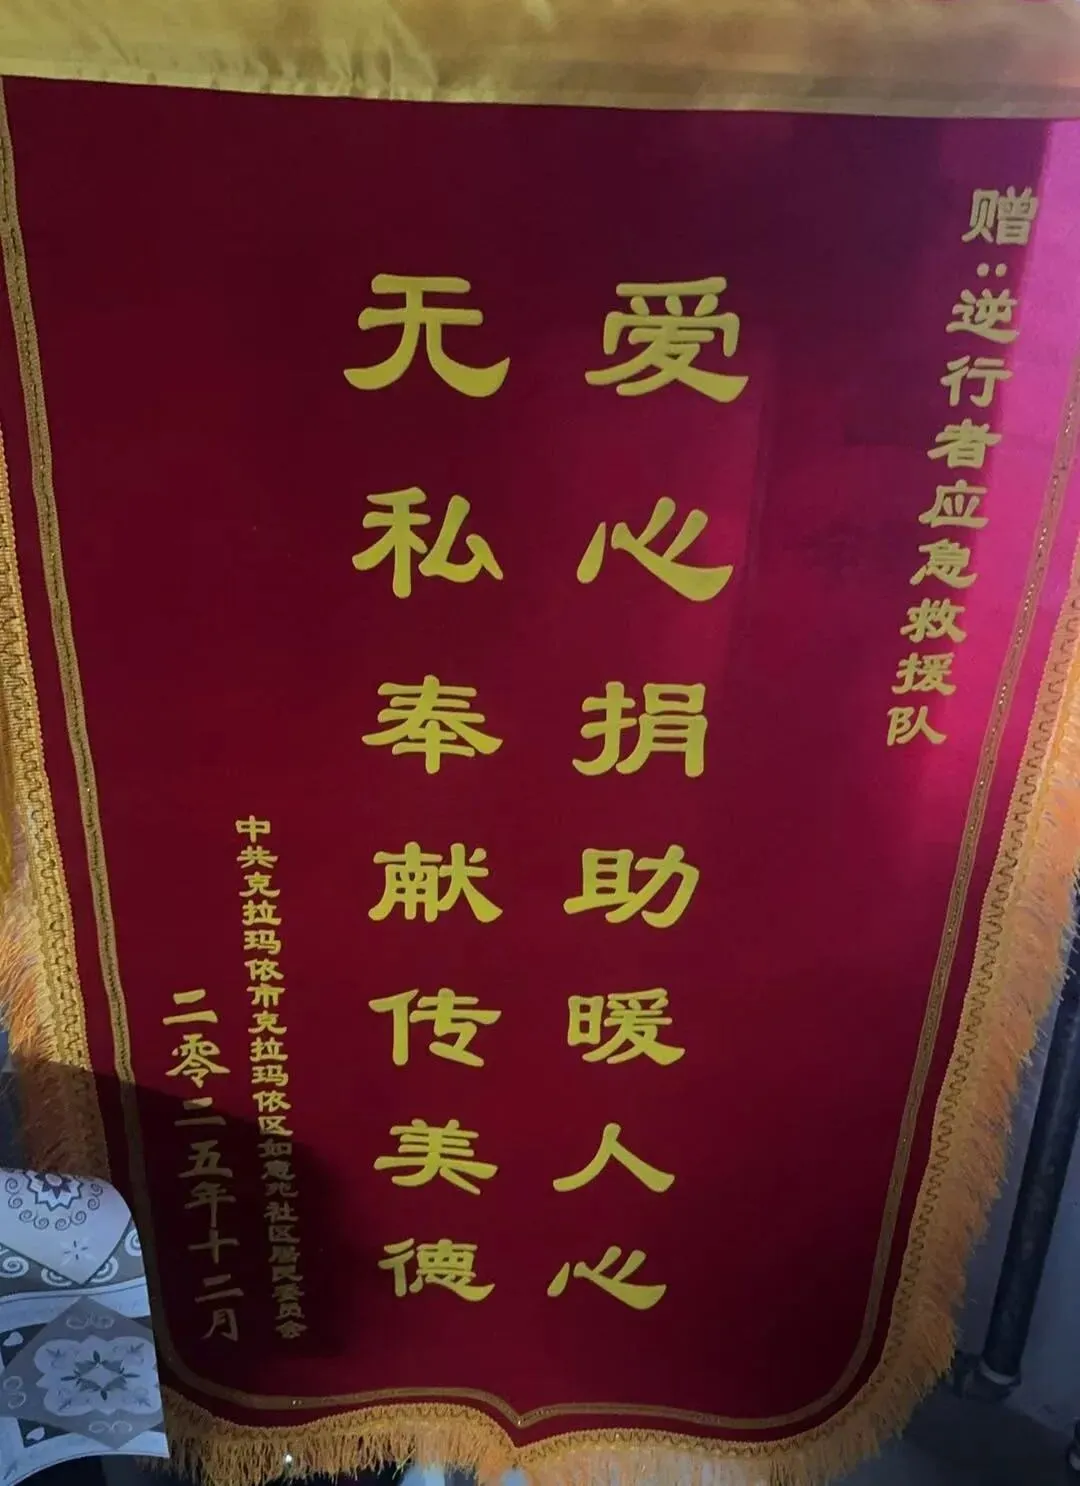 赠:逆行者应急救援队
爱心捐助暖人心
无私奉献传美德
中共克拉玛依市克拉玛依区如意苑社区居民委员会
二零二五年十二月